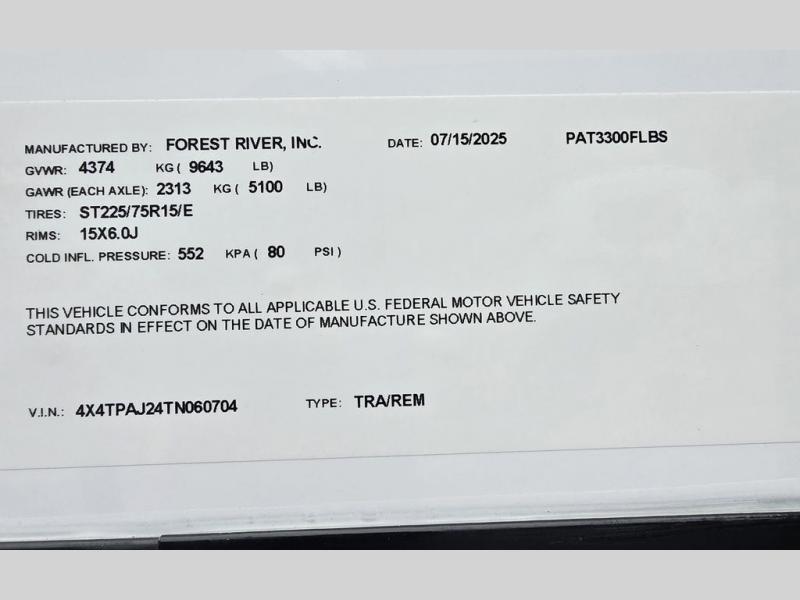 MANUFACTURED BY: FOREST RIVER, INC. DATE: 07/15/2025 PAT3300FLBS
GVWR: 4374 KG ( 9643 LB)
GAWR (EACH AXLE): 2313 KG ( 5100 LB)
TIRES: ST225/75R15/E
RIMS: 15X6.0J
COLD INFL. PRESSURE: 552 KPA ( 80 PSI )
THIS VEHICLE CONFORMS TO ALL APPLICABLE U.S. FEDERAL MOTOR VEHICLE SAFETY
STANDARDS IN EFFECT ON THE DATE OF MANUFACTURE SHOWN ABOVE.
V.I.N.: 4X4TPAJ24TN060704 TYPE: TRA/REM